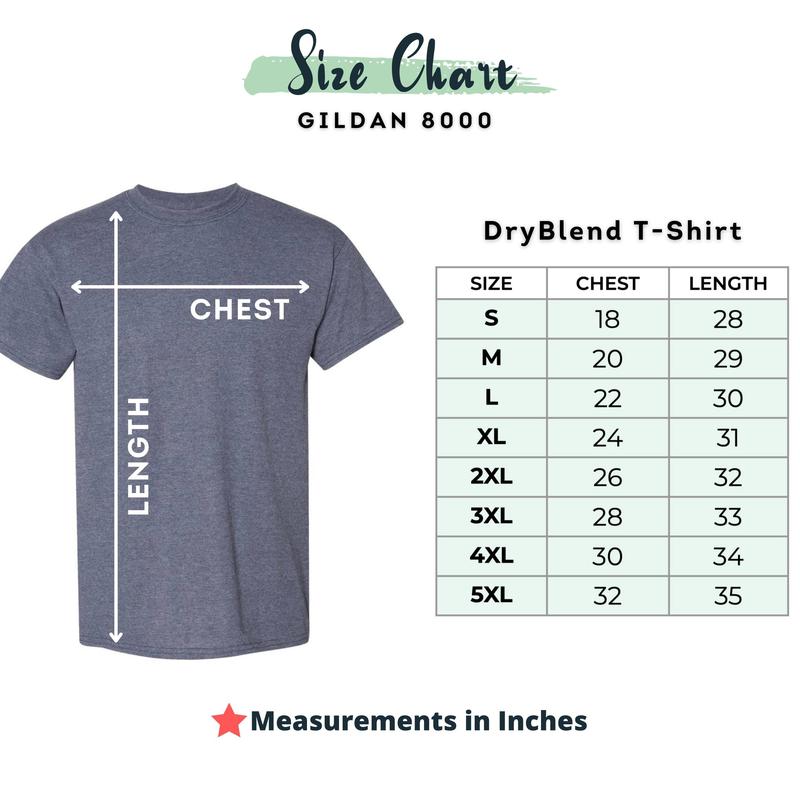 Size Chart
GILDAN 8000
DryBlend T-Shirt
CHEST
LENGTH
SIZE CHEST LENGTH
S 18 28
M 20 29
L 22 30
XL 24 31
2XL 26 32
3XL 28 33
4XL 30 34
5XL 32 35
Measurements in Inches